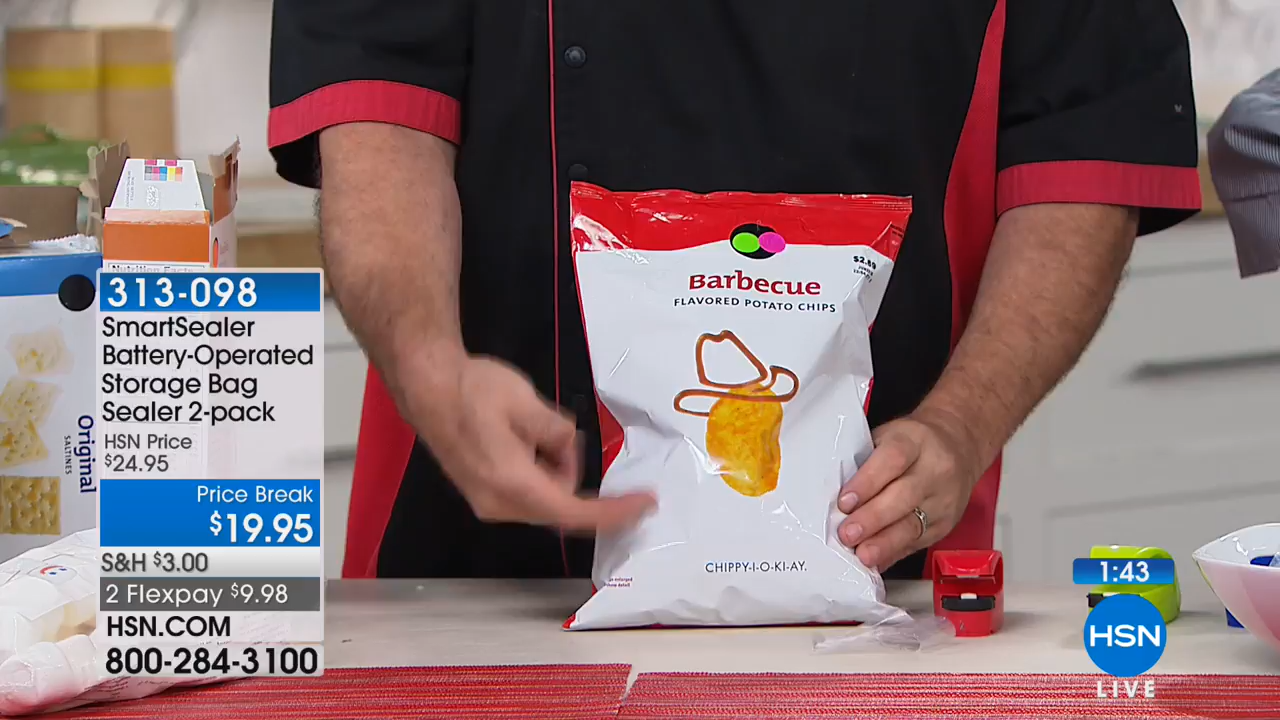 313-098
SmartSealer
Battery-Operated
Storage Bag
Sealer 2-pack
HSN Price
$24.95
Price Break
$19.95
S&H $3.00
2 Flexpay $9.98
HSN.COM
800-284-3100
Nutrition Facts
Original
SALTINES
Barbecue
FLAVORED POTATO CHIPS
CHIPPY-I-O-KI-AY.
1:43
HSN
LIVE